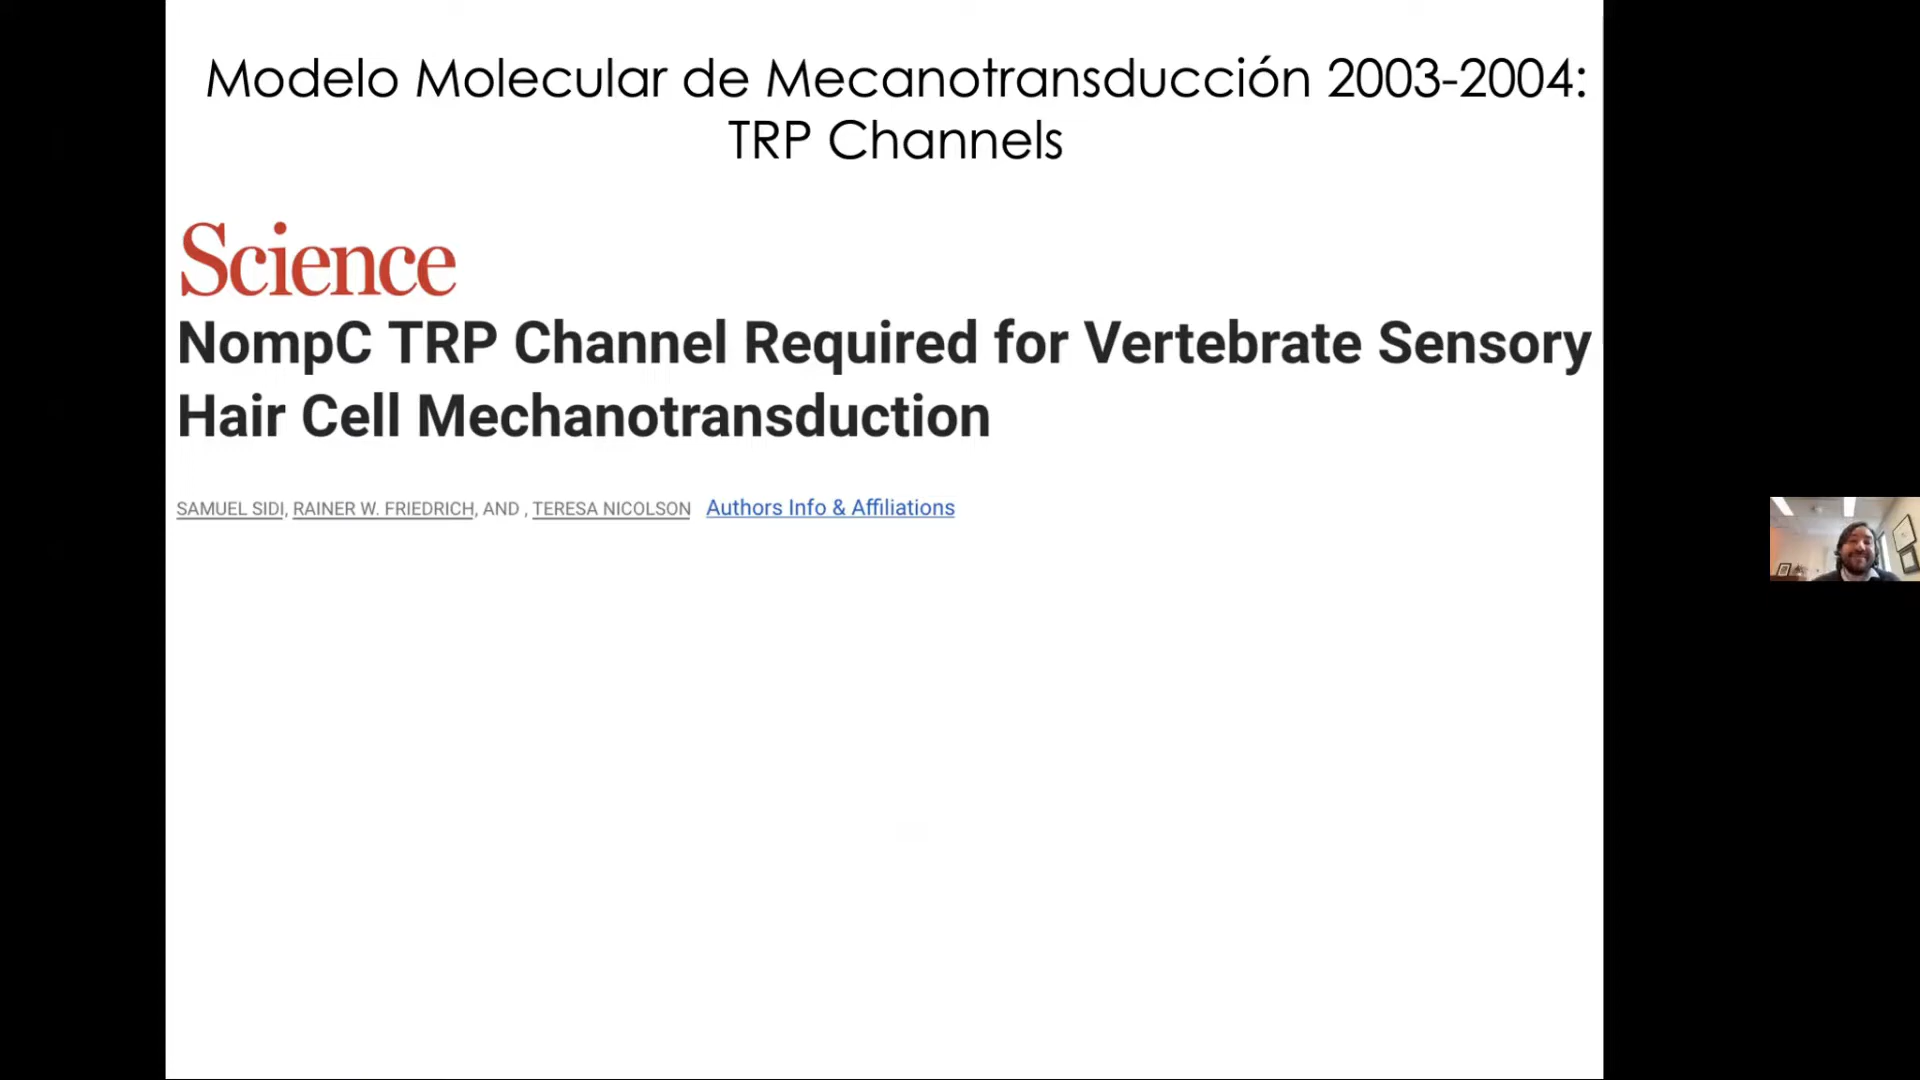 Modelo Molecular de Mecanotransducción 2003-2004:
TRP Channels
Science
NompC TRP Channel Required for Vertebrate Sensory
Hair Cell Mechanotransduction
SAMUEL SIDI, RAINER W. FRIEDRICH, AND , TERESA NICOLSON Authors Info & Affiliations